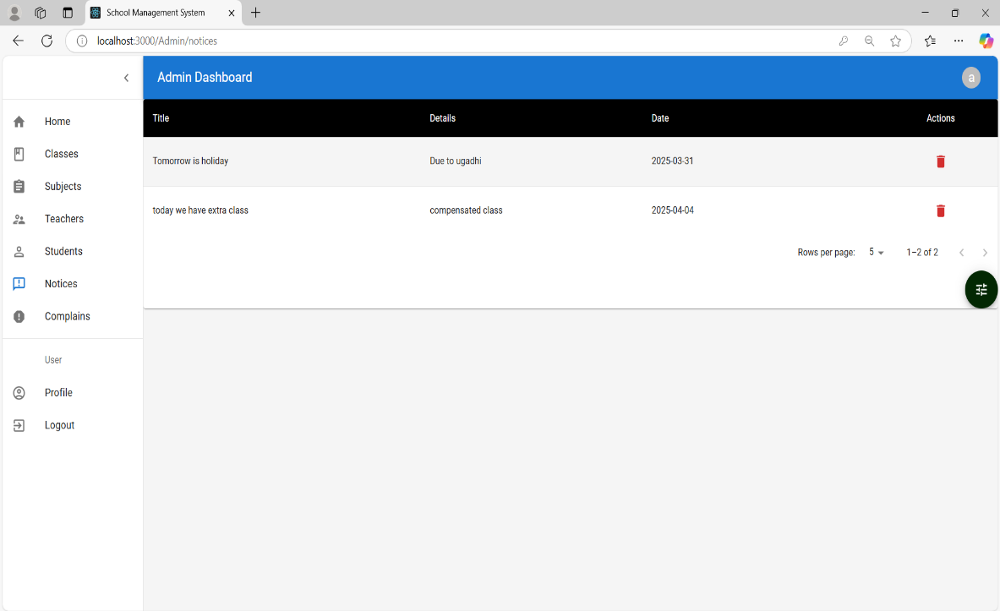 School Management System
localhost:3000/Admin/notices
Admin Dashboard
a
Home
Classes
Subjects
Teachers
Students
Notices
Complains
User
Profile
Logout
Title Details Date Actions
Tomorrow is holiday Due to ugadhi 2025-03-31
today we have extra class compensated class 2025-04-04
Rows per page: 5 1–2 of 2